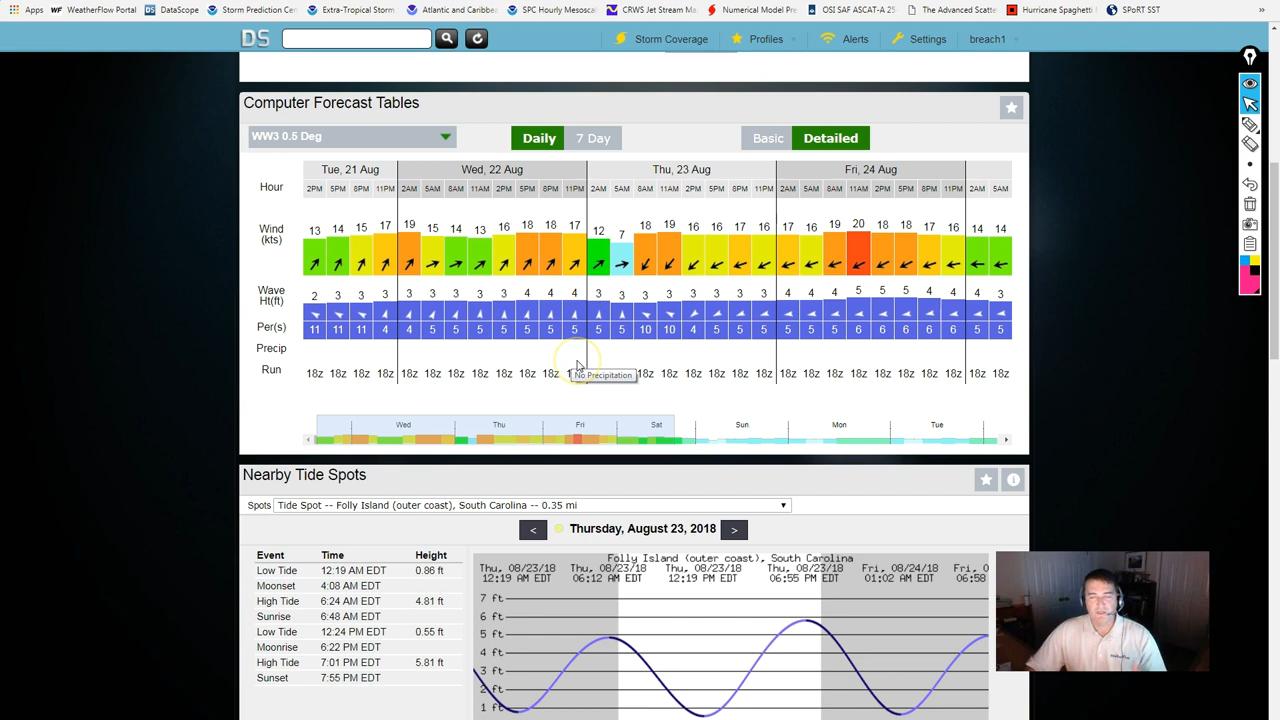 Apps WF WeatherFlow Portal DS DataScope Storm Prediction Cen Extra-Tropical Storm Atlantic and Caribbe SPC Hourly Mesosca CRWS Jet Stream Ma Numerical Model Pre OSI SAF ASCAT-A 25 The Advanced Scatte Hurricane Spaghetti SPoRT SST »
DS Storm Coverage Profiles Alerts Settings breach1
Computer Forecast Tables
WW3 0.5 Deg Daily 7 Day Basic Detailed
Tue, 21 Aug Wed, 22 Aug Thu, 23 Aug Fri, 24 Aug
Hour 2PM 5PM 8PM 11PM 2AM 5AM 8AM 11AM 2PM 5PM 8PM 11PM 2AM 5AM 8AM 11AM 2PM 5PM 8PM 11PM 2AM 5AM 8AM 11AM 2PM 5PM 8PM 11PM 2AM 5AM
Wind (kts) 13 14 15 17 19 15 14 13 16 18 18 17 12 7 18 19 16 16 16 16 17 16 19 20 18 18 17 16 14 14
Wave Ht(ft) 2 3 3 3 3 3 3 3 3 4 4 4 3 3 3 3 4 3 3 3 4 4 4 5 5 5 4 4 4 3
Per(s) 11 11 11 4 4 5 5 5 5 5 5 5 5 5 10 10 4 5 5 5 5 5 5 6 6 6 6 5 5 5
Precip
Run 18z 18z 18z 18z 18z 18z 18z 18z 18z 18z 18z 18z 18z 18z 18z 18z 18z 18z 18z 18z 18z 18z 18z 18z 18z 18z 18z 18z 18z
No Precipitation
Wed Thu Fri Sat Sun Mon Tue
Nearby Tide Spots
Spots Tide Spot -- Folly Island (outer coast), South Carolina -- 0.35 mi
< Thursday, August 23, 2018 >
Event Time Height
Low Tide 12:19 AM EDT 0.86 ft
Moonset 4:08 AM EDT
High Tide 6:24 AM EDT 4.81 ft
Sunrise 6:48 AM EDT
Low Tide 12:24 PM EDT 0.55 ft
Moonrise 6:22 PM EDT
High Tide 7:01 PM EDT 5.81 ft
Sunset 7:55 PM EDT
Folly Island (outer coast), South Carolina
Thu, 08/23/18 Thu, 08/23/18 Thu, 08/23/18 Thu, 08/23/18 Fri, 08/24/18 Fri, 0
12:19 AM EDT 06:12 AM EDT 12:19 PM EDT 06:55 PM EDT 01:02 AM EDT 06:58
7 ft
6 ft
5 ft
4 ft
3 ft
2 ft
1 ft